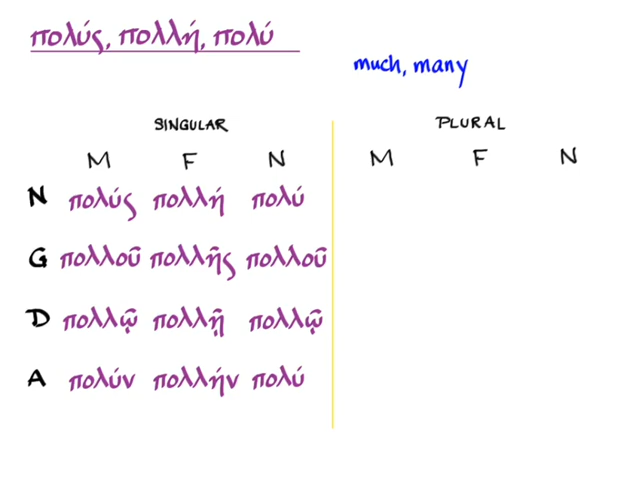 πολύς, πολλή, πολύ
much, many
SINGULAR PLURAL
M F N M F N
N πολύς πολλή πολύ
G πολλοῦ πολλῆς πολλοῦ
D πολλῷ πολλῇ πολλῷ
A πολύν πολλήν πολύ